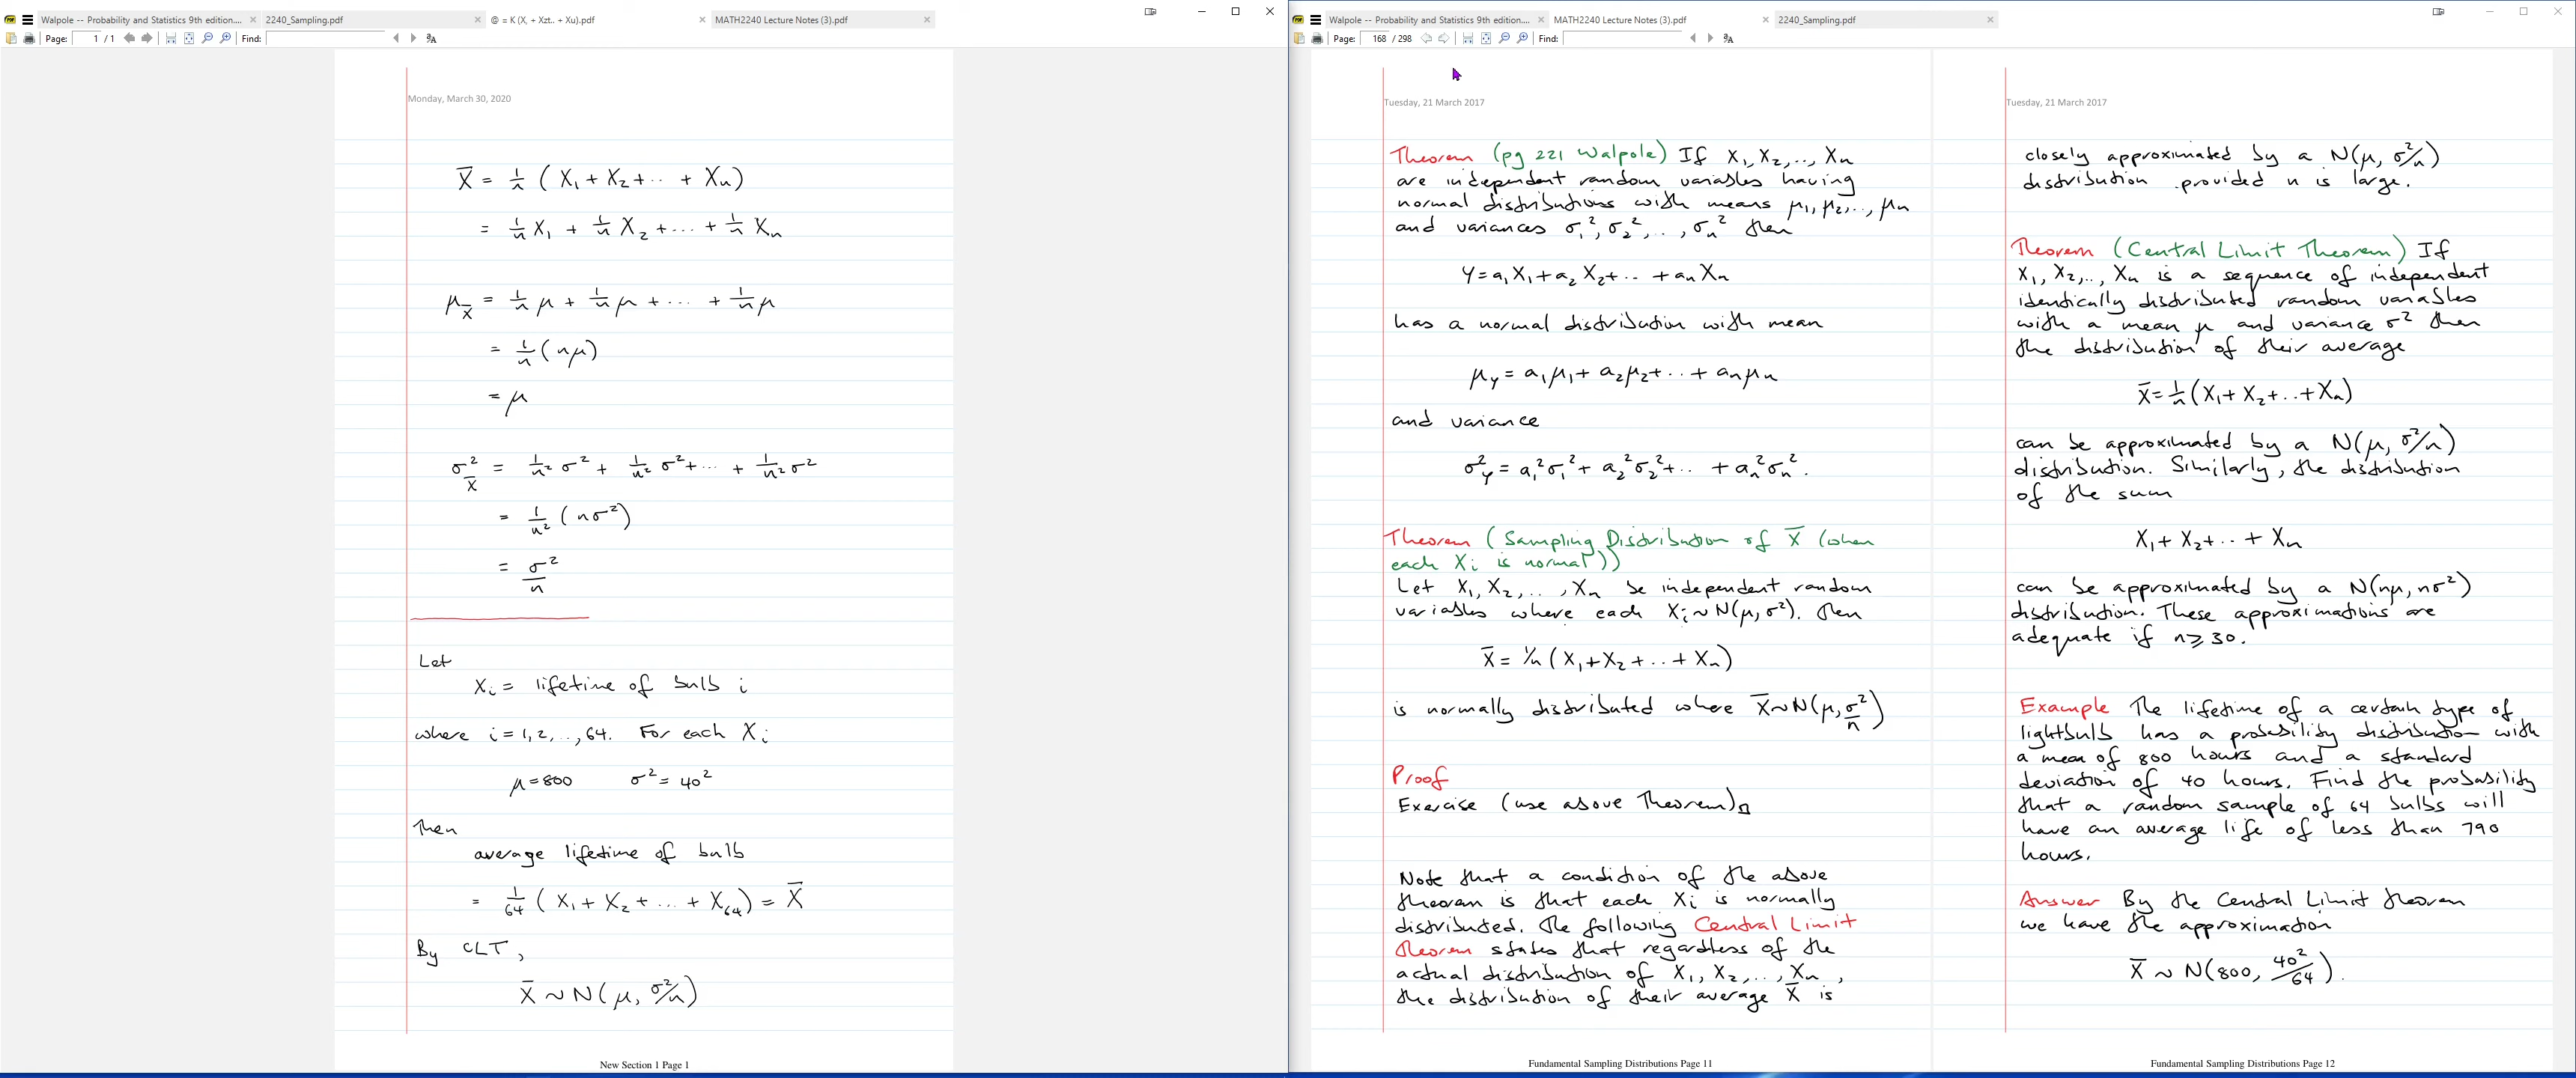 Walpole -- Probability and Statistics 9th edition....
2240_Sampling.pdf
@ = K (X, + Xzt.. + Xu).pdf
MATH2240 Lecture Notes (3).pdf
Page: 1 / 1
Find:
Monday, March 30, 2020
X̄ = 1/n ( X₁ + X₂ + ·· + Xₙ)
= 1/n X₁ + 1/n X₂ + ... + 1/n Xₙ
μ_X̄ = 1/n μ + 1/n μ + ... + 1/n μ
= 1/n (nμ)
= μ
σ²_X̄ = 1/n² σ² + 1/n² σ² + ... + 1/n² σ²
= 1/n² (nσ²)
= σ²/n
Let
Xᵢ = lifetime of bulb i
where i = 1, 2, .., 64. For each Xᵢ
μ = 800 σ² = 40²
Then
average lifetime of bulb
= 1/64 ( X₁ + X₂ + ... + X₆₄) = X̄
By CLT,
X̄ ~ N( μ, σ²/n)
New Section 1 Page 1
Walpole -- Probability and Statistics 9th edition....
MATH2240 Lecture Notes (3).pdf
2240_Sampling.pdf
Page: 168 / 298
Find:
Tuesday, 21 March 2017
Theorem (pg 221 Walpole) If X₁, X₂, .., Xₙ
are independent random variables having
normal distributions with means μ₁, μ₂, .., μₙ
and variances σ₁², σ₂², .., σₙ² then
Y = a₁X₁ + a₂X₂ + ·· + aₙXₙ
has a normal distribution with mean
μ_Y = a₁μ₁ + a₂μ₂ + ·· + aₙμₙ
and variance
σ²_Y = a₁²σ₁² + a₂²σ₂² + ·· + aₙ²σₙ².
Theorem (Sampling Distribution of X̄ (when
each Xᵢ is normal))
Let X₁, X₂, .., Xₙ be independent random
variables where each Xᵢ ~ N(μ, σ²). Then
X̄ = 1/n (X₁ + X₂ + ·· + Xₙ)
is normally distributed where X̄ ~ N(μ, σ²/n)
Proof
Exercise (use above Theorem)
Note that a condition of the above
theorem is that each Xᵢ is normally
distributed. The following Central Limit
Theorem states that regardless of the
actual distribution of X₁, X₂, .., Xₙ,
the distribution of their average X̄ is
Fundamental Sampling Distributions Page 11
Tuesday, 21 March 2017
closely approximated by a N(μ, σ²/n)
distribution provided n is large.
Theorem (Central Limit Theorem) If
X₁, X₂, .., Xₙ is a sequence of independent
identically distributed random variables
with a mean μ and variance σ² then
the distribution of their average
X̄ = 1/n (X₁ + X₂ + ·· + Xₙ)
can be approximated by a N(μ, σ²/n)
distribution. Similarly, the distribution
of the sum
X₁ + X₂ + ·· + Xₙ
can be approximated by a N(nμ, nσ²)
distribution. These approximations are
adequate if n ≥ 30.
Example The lifetime of a certain type of
lightbulb has a probability distribution with
a mean of 800 hours and a standard
deviation of 40 hours. Find the probability
that a random sample of 64 bulbs will
have an average life of less than 790
hours.
Answer By the Central Limit theorem
we have the approximation
X̄ ~ N(800, 40²/64).
Fundamental Sampling Distributions Page 12